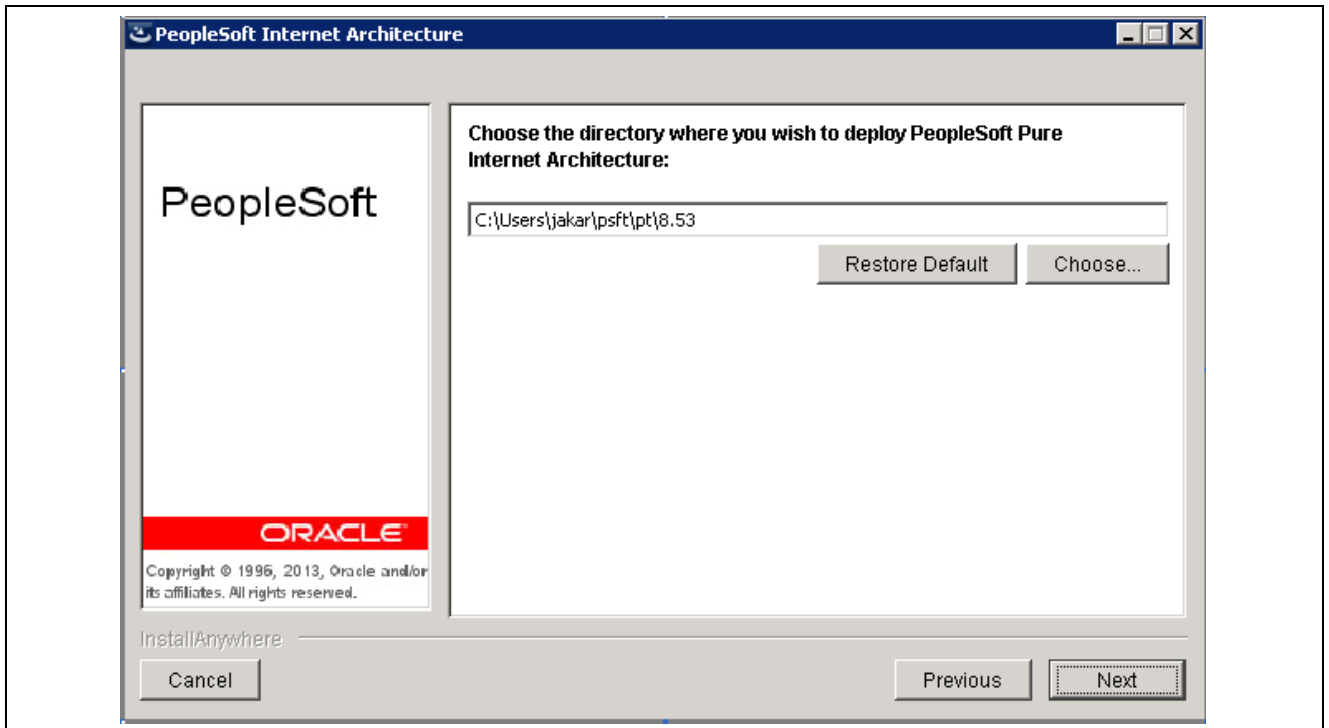 PeopleSoft Internet Architecture
Choose the directory where you wish to deploy PeopleSoft Pure
Internet Architecture:
PeopleSoft
C:\Users\jakar\psft\pt\8.53
Restore Default
Choose...
ORACLE
Copyright © 1996, 2013, Oracle and/or
its affiliates. All rights reserved.
InstallAnywhere
Cancel
Previous
Next